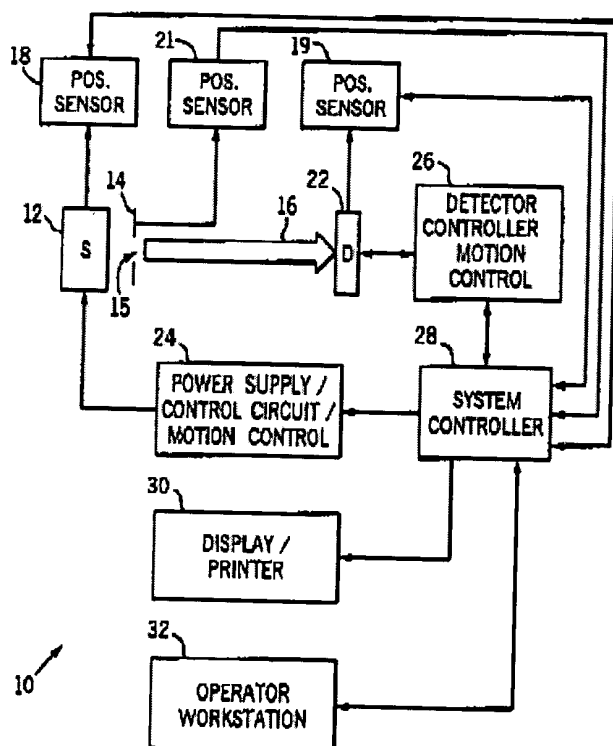 18
POS.
SENSOR
21
POS.
SENSOR
19
POS.
SENSOR
14
12
S
15
16
22
D
26
DETECTOR
CONTROLLER
MOTION
CONTROL
24
POWER SUPPLY /
CONTROL CIRCUIT /
MOTION CONTROL
28
SYSTEM
CONTROLLER
30
DISPLAY /
PRINTER
32
OPERATOR
WORKSTATION
10